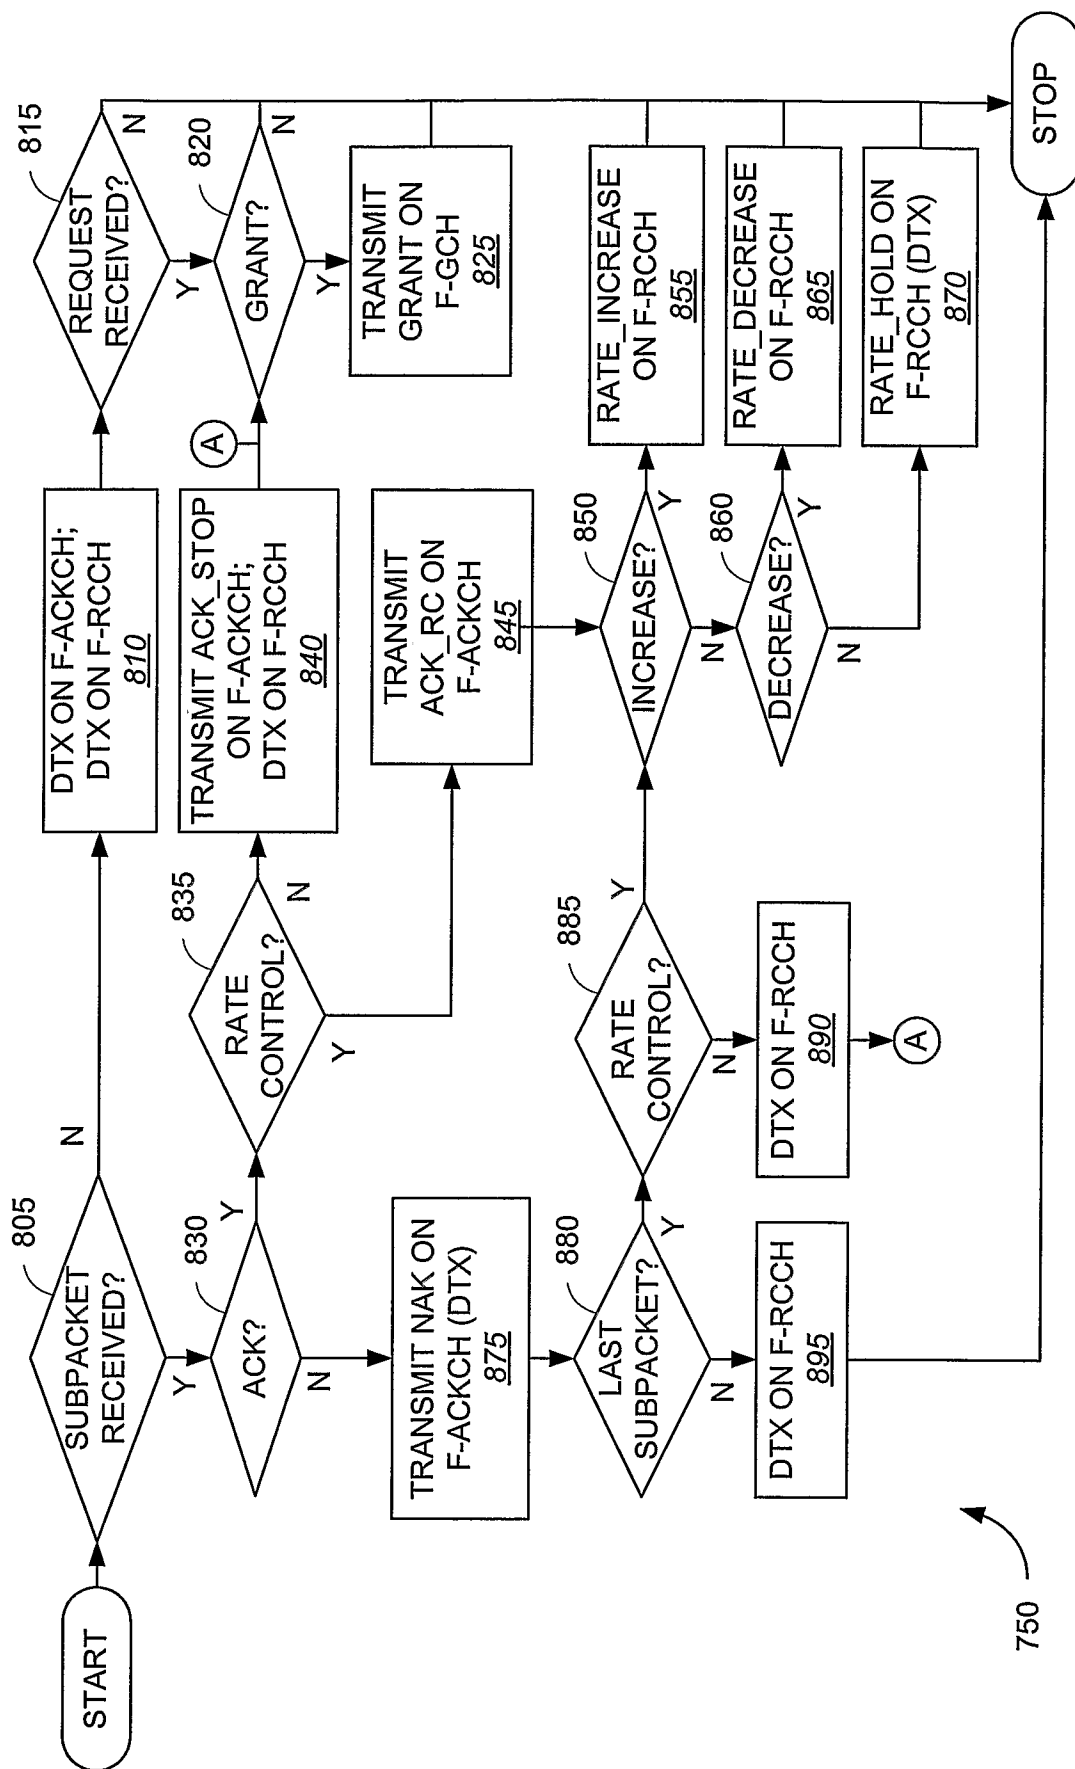 START
805
SUBPACKET
RECEIVED?
N
Y
DTX ON F-ACKCH;
DTX ON F-RCCH
810
815
REQUEST
RECEIVED?
N
Y
830
ACK?
Y
N
835
RATE
CONTROL?
N
Y
TRANSMIT ACK_STOP
ON F-ACKCH;
DTX ON F-RCCH
840
A
820
GRANT?
N
Y
TRANSMIT
GRANT ON
F-GCH
825
TRANSMIT
ACK_RC ON
F-ACKCH
845
TRANSMIT NAK ON
F-ACKCH (DTX)
875
880
LAST
SUBPACKET?
Y
N
885
RATE
CONTROL?
Y
N
850
INCREASE?
Y
N
RATE_INCREASE
ON F-RCCH
855
860
DECREASE?
Y
N
RATE_DECREASE
ON F-RCCH
865
RATE_HOLD ON
F-RCCH (DTX)
870
DTX ON F-RCCH
895
DTX ON F-RCCH
890
A
STOP
750